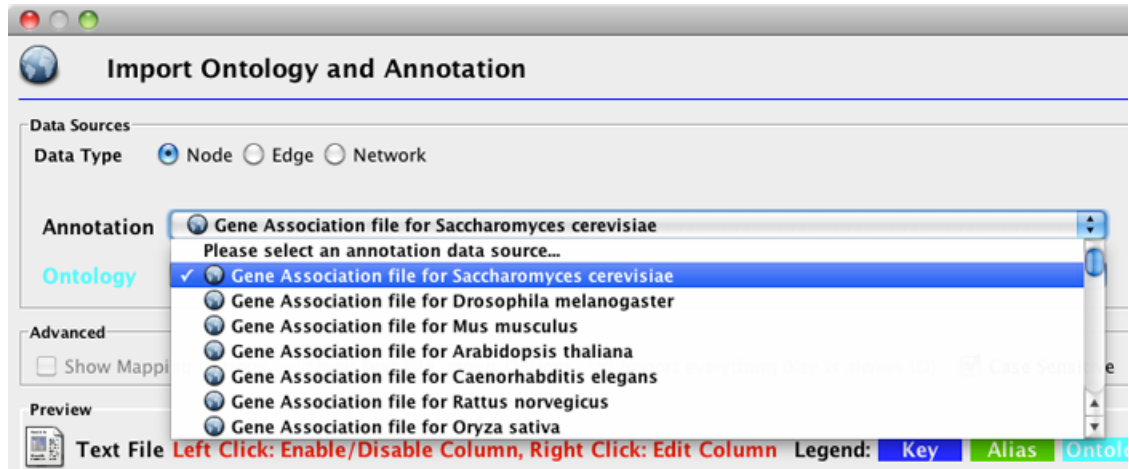 Import Ontology and Annotation
Data Sources
Data Type Node Edge Network
Annotation Gene Association file for Saccharomyces cerevisiae
Please select an annotation data source...
Ontology ✓ Gene Association file for Saccharomyces cerevisiae
Gene Association file for Drosophila melanogaster
Gene Association file for Mus musculus
Advanced
Gene Association file for Arabidopsis thaliana
Show Mappi Case Sensitive
Gene Association file for Caenorhabditis elegans
Gene Association file for Rattus norvegicus
Preview
Gene Association file for Oryza sativa
Text File Left Click: Enable/Disable Column, Right Click: Edit Column Legend: Key Alias Ontolo